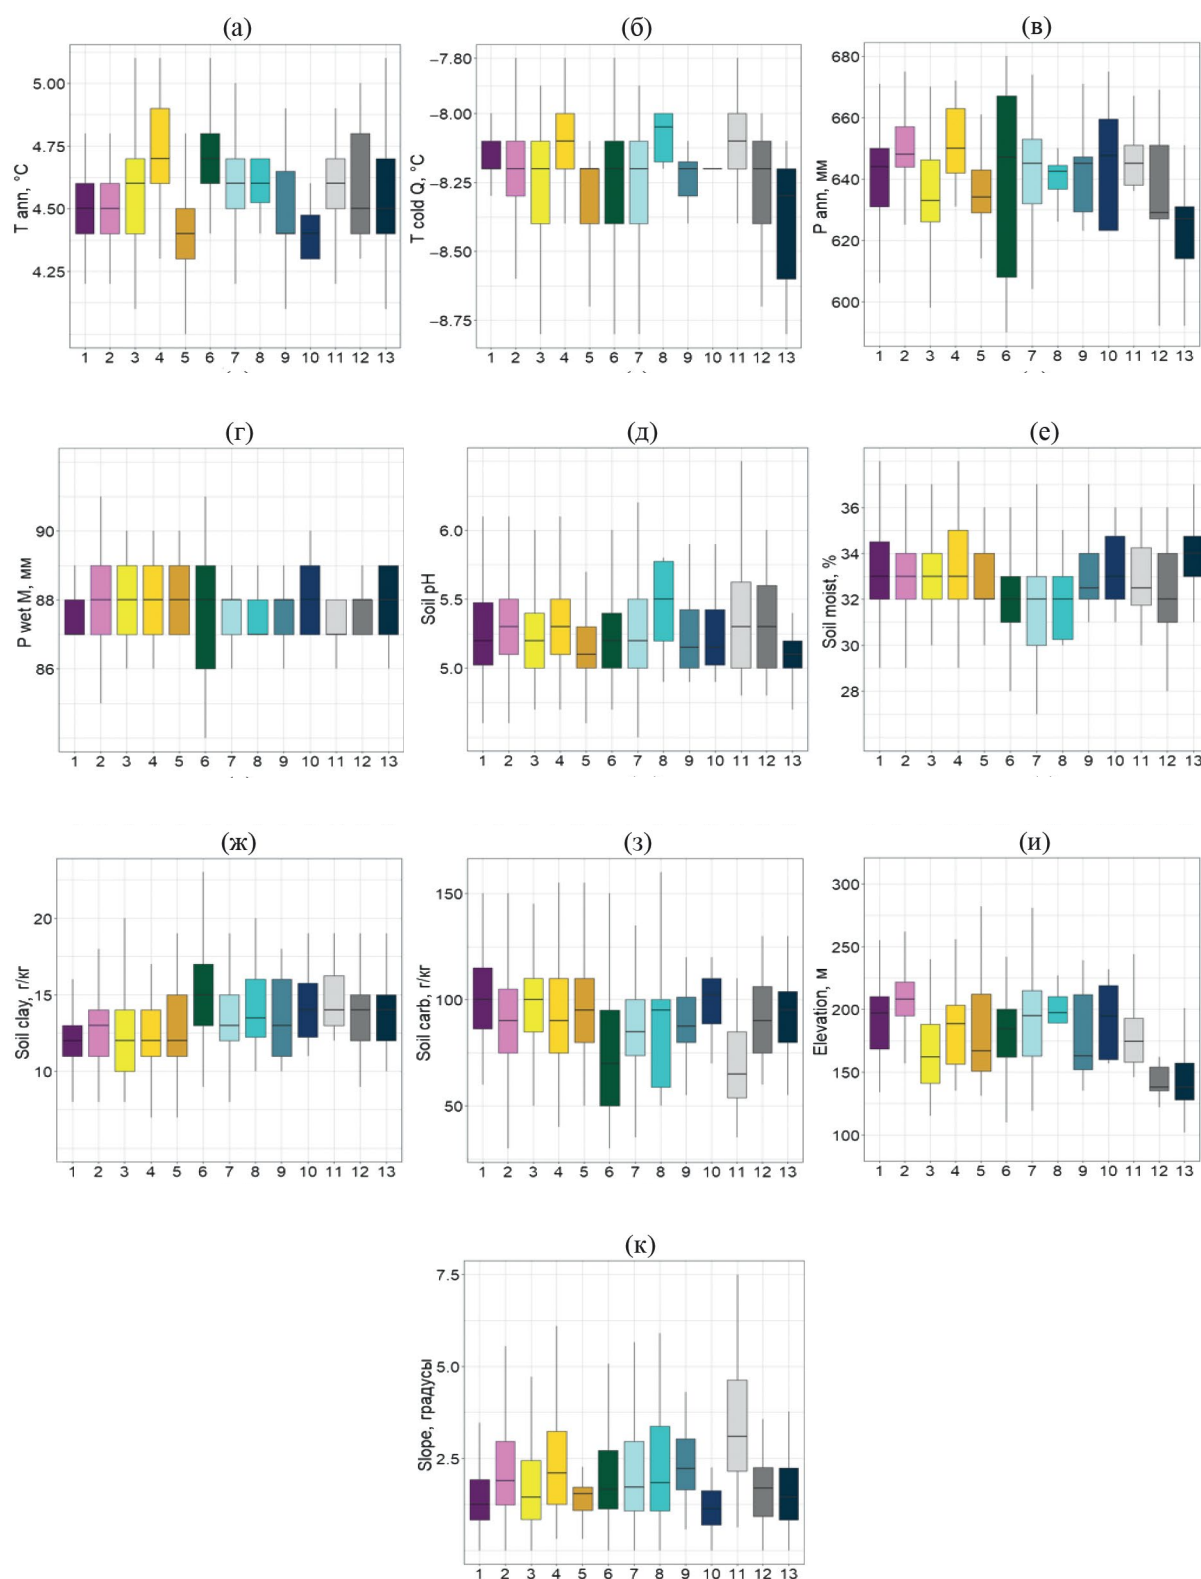 (а)
T ann, °C
5.00
4.75
4.50
4.25
1 2 3 4 5 6 7 8 9 10 11 12 13
(б)
T cold Q, °C
−7.80
−8.00
−8.25
−8.50
−8.75
1 2 3 4 5 6 7 8 9 10 11 12 13
(в)
P ann, мм
680
660
640
620
600
1 2 3 4 5 6 7 8 9 10 11 12 13
(г)
P wet M, мм
90
88
86
1 2 3 4 5 6 7 8 9 10 11 12 13
(д)
Soil pH
6.0
5.5
5.0
1 2 3 4 5 6 7 8 9 10 11 12 13
(е)
Soil moist, %
36
34
32
30
28
1 2 3 4 5 6 7 8 9 10 11 12 13
(ж)
Soil clay, г/кг
20
15
10
1 2 3 4 5 6 7 8 9 10 11 12 13
(з)
Soil carb, г/кг
150
100
50
1 2 3 4 5 6 7 8 9 10 11 12 13
(и)
Elevation, м
300
250
200
150
100
1 2 3 4 5 6 7 8 9 10 11 12 13
(к)
Slope, градусы
7.5
5.0
2.5
1 2 3 4 5 6 7 8 9 10 11 12 13